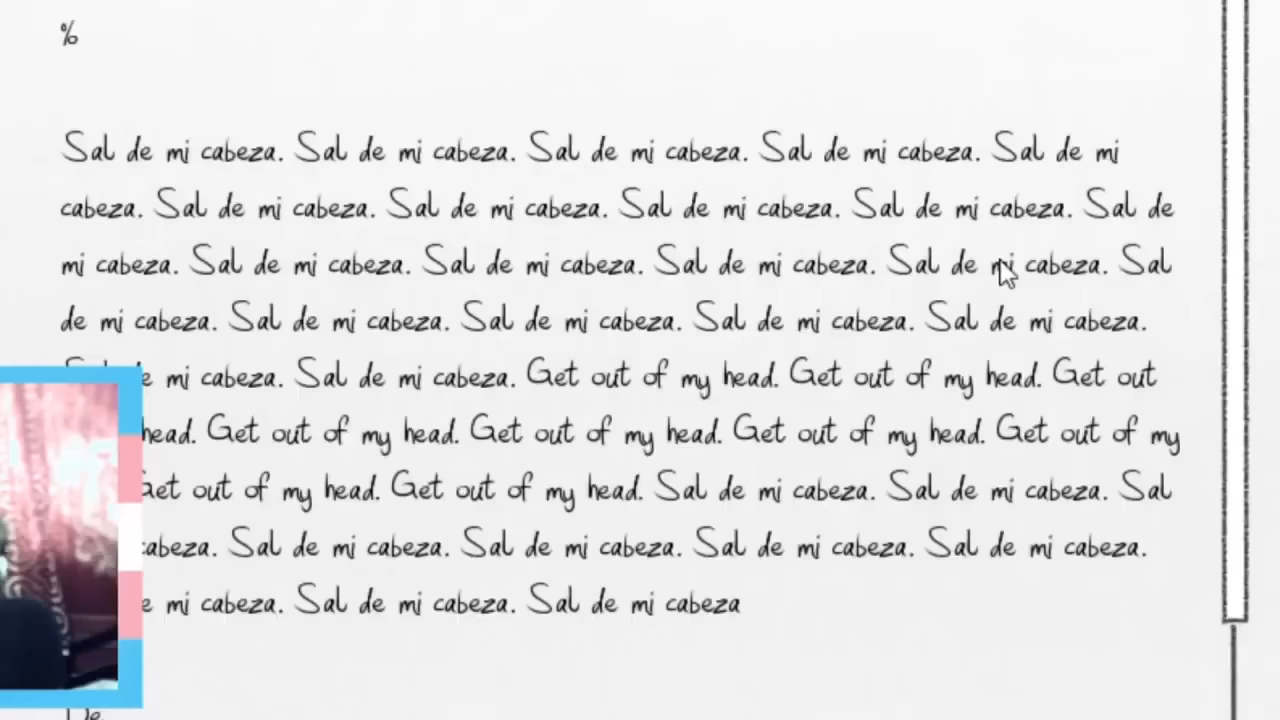 %
Sal de mi cabeza. Sal de mi cabeza. Sal de mi cabeza. Sal de mi cabeza. Sal de mi
cabeza. Sal de mi cabeza. Sal de mi cabeza. Sal de mi cabeza. Sal de mi cabeza. Sal de
mi cabeza. Sal de mi cabeza. Sal de mi cabeza. Sal de mi cabeza. Sal de mi cabeza. Sal
de mi cabeza. Sal de mi cabeza. Sal de mi cabeza. Sal de mi cabeza. Sal de mi cabeza.
mi cabeza. Sal de mi cabeza. Get out of my head. Get out of my head. Get out
head. Get out of my head. Get out of my head. Get out of my head. Get out of my
Get out of my head. Get out of my head. Sal de mi cabeza. Sal de mi cabeza. Sal
cabeza. Sal de mi cabeza. Sal de mi cabeza. Sal de mi cabeza. Sal de mi cabeza.
mi cabeza. Sal de mi cabeza. Sal de mi cabeza